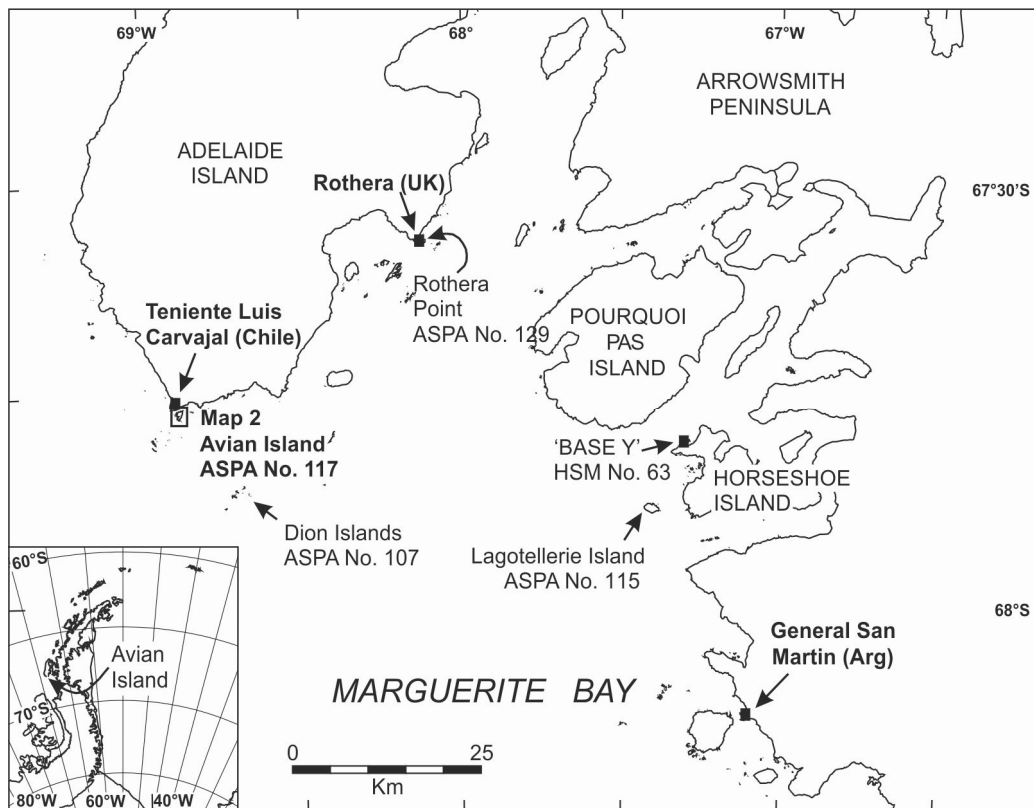 69°W
68°
67°W
ARROWSMITH
PENINSULA
ADELAIDE
ISLAND
Rothera (UK)
67°30'S
Rothera
Point
ASPA No. 129
Teniente Luis
Carvajal (Chile)
POURQUOI
PAS
ISLAND
Map 2
Avian Island
ASPA No. 117
'BASE Y'
HSM No. 63
HORSESHOE
ISLAND
Dion Islands
ASPA No. 107
Lagotellerie Island
ASPA No. 115
60°S
68°S
General San
Martin (Arg)
Avian
Island
MARGUERITE BAY
70°S
0 25
Km
80°W 60°W 40°W